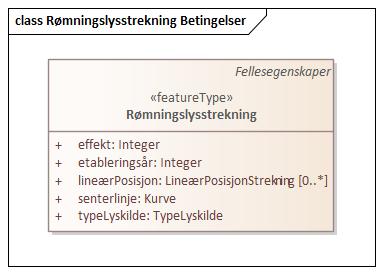 class Rømningslysstrekning Betingelser
Fellesegenskaper
«featureType»
Rømningslysstrekning
+ effekt: Integer
+ etableringsår: Integer
+ lineærPosisjon: LineærPosisjonStrekning [0..*]
+ senterlinje: Kurve
+ typeLyskilde: TypeLyskilde